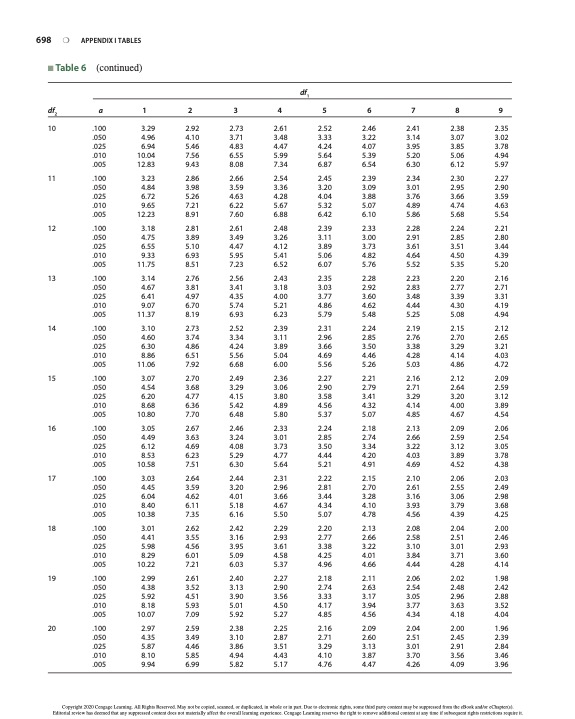 698 ❍ APPENDIX I TABLES
■ Table 6 (continued)
df1
df2 a 1 2 3 4 5 6 7 8 9
10 .100 3.29 2.92 2.73 2.61 2.52 2.46 2.41 2.38 2.35
.050 4.96 4.10 3.71 3.48 3.33 3.22 3.14 3.07 3.02
.025 6.94 5.46 4.83 4.47 4.24 4.07 3.95 3.85 3.78
.010 10.04 7.56 6.55 5.99 5.64 5.39 5.20 5.06 4.94
.005 12.83 9.43 8.08 7.34 6.87 6.54 6.30 6.12 5.97
11 .100 3.23 2.86 2.66 2.54 2.45 2.39 2.34 2.30 2.27
.050 4.84 3.98 3.59 3.36 3.20 3.09 3.01 2.95 2.90
.025 6.72 5.26 4.63 4.28 4.04 3.88 3.76 3.66 3.59
.010 9.65 7.21 6.22 5.67 5.32 5.07 4.89 4.74 4.63
.005 12.23 8.91 7.60 6.88 6.42 6.10 5.86 5.68 5.54
12 .100 3.18 2.81 2.61 2.48 2.39 2.33 2.28 2.24 2.21
.050 4.75 3.89 3.49 3.26 3.11 3.00 2.91 2.85 2.80
.025 6.55 5.10 4.47 4.12 3.89 3.73 3.61 3.51 3.44
.010 9.33 6.93 5.95 5.41 5.06 4.82 4.64 4.50 4.39
.005 11.75 8.51 7.23 6.52 6.07 5.76 5.52 5.35 5.20
13 .100 3.14 2.76 2.56 2.43 2.35 2.28 2.23 2.20 2.16
.050 4.67 3.81 3.41 3.18 3.03 2.92 2.83 2.77 2.71
.025 6.41 4.97 4.35 4.00 3.77 3.60 3.48 3.39 3.31
.010 9.07 6.70 5.74 5.21 4.86 4.62 4.44 4.30 4.19
.005 11.37 8.19 6.93 6.23 5.79 5.48 5.25 5.08 4.94
14 .100 3.10 2.73 2.52 2.39 2.31 2.24 2.19 2.15 2.12
.050 4.60 3.74 3.34 3.11 2.96 2.85 2.76 2.70 2.65
.025 6.30 4.86 4.24 3.89 3.66 3.50 3.38 3.29 3.21
.010 8.86 6.51 5.56 5.04 4.69 4.46 4.28 4.14 4.03
.005 11.06 7.92 6.68 6.00 5.56 5.26 5.03 4.86 4.72
15 .100 3.07 2.70 2.49 2.36 2.27 2.21 2.16 2.12 2.09
.050 4.54 3.68 3.29 3.06 2.90 2.79 2.71 2.64 2.59
.025 6.20 4.77 4.15 3.80 3.58 3.41 3.29 3.20 3.12
.010 8.68 6.36 5.42 4.89 4.56 4.32 4.14 4.00 3.89
.005 10.80 7.70 6.48 5.80 5.37 5.07 4.85 4.67 4.54
16 .100 3.05 2.67 2.46 2.33 2.24 2.18 2.13 2.09 2.06
.050 4.49 3.63 3.24 3.01 2.85 2.74 2.66 2.59 2.54
.025 6.12 4.69 4.08 3.73 3.50 3.34 3.22 3.12 3.05
.010 8.53 6.23 5.29 4.77 4.44 4.20 4.03 3.89 3.78
.005 10.58 7.51 6.30 5.64 5.21 4.91 4.69 4.52 4.38
17 .100 3.03 2.64 2.44 2.31 2.22 2.15 2.10 2.06 2.03
.050 4.45 3.59 3.20 2.96 2.81 2.70 2.61 2.55 2.49
.025 6.04 4.62 4.01 3.66 3.44 3.28 3.16 3.06 2.98
.010 8.40 6.11 5.18 4.67 4.34 4.10 3.93 3.79 3.68
.005 10.38 7.35 6.16 5.50 5.07 4.78 4.56 4.39 4.25
18 .100 3.01 2.62 2.42 2.29 2.20 2.13 2.08 2.04 2.00
.050 4.41 3.55 3.16 2.93 2.77 2.66 2.58 2.51 2.46
.025 5.98 4.56 3.95 3.61 3.38 3.22 3.10 3.01 2.93
.010 8.29 6.01 5.09 4.58 4.25 4.01 3.84 3.71 3.60
.005 10.22 7.21 6.03 5.37 4.96 4.66 4.44 4.28 4.14
19 .100 2.99 2.61 2.40 2.27 2.18 2.11 2.06 2.02 1.98
.050 4.38 3.52 3.13 2.90 2.74 2.63 2.54 2.48 2.42
.025 5.92 4.51 3.90 3.56 3.33 3.17 3.05 2.96 2.88
.010 8.18 5.93 5.01 4.50 4.17 3.94 3.77 3.63 3.52
.005 10.07 7.09 5.92 5.27 4.85 4.56 4.34 4.18 4.04
20 .100 2.97 2.59 2.38 2.25 2.16 2.09 2.04 2.00 1.96
.050 4.35 3.49 3.10 2.87 2.71 2.60 2.51 2.45 2.39
.025 5.87 4.46 3.86 3.51 3.29 3.13 3.01 2.91 2.84
.010 8.10 5.85 4.94 4.43 4.10 3.87 3.70 3.56 3.46
.005 9.94 6.99 5.82 5.17 4.76 4.47 4.26 4.09 3.96
Copyright 2020 Cengage Learning. All Rights Reserved. May not be copied, scanned, or duplicated, in whole or in part. Due to electronic rights, some third party content may be suppressed from the eBook and/or eChapter(s).
Editorial review has deemed that any suppressed content does not materially affect the overall learning experience. Cengage Learning reserves the right to remove additional content at any time if subsequent rights restrictions require it.